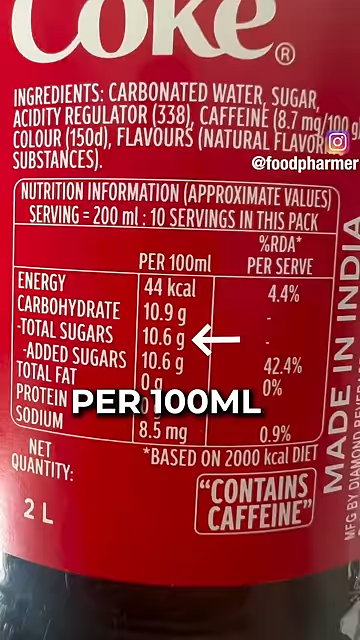 Coke®
INGREDIENTS: CARBONATED WATER, SUGAR,
ACIDITY REGULATOR (338), CAFFEINE (8.7 mg/100 g)
COLOUR (150d), FLAVOURS (NATURAL FLAVOR
SUBSTANCES).
@foodpharmer
NUTRITION INFORMATION (APPROXIMATE VALUES)
SERVING = 200 ml : 10 SERVINGS IN THIS PACK
PER 100ml %RDA* PER SERVE
ENERGY 44 kcal 4.4%
CARBOHYDRATE 10.9 g -
-TOTAL SUGARS 10.6 g -
-ADDED SUGARS 10.6 g 42.4%
TOTAL FAT 0 g 0%
PROTEIN
PER 100ML
SODIUM 8.5 mg 0.9%
*BASED ON 2000 kcal DIET
NET
QUANTITY:
2 L
"CONTAINS
CAFFEINE"
MADE IN INDIA
MFG BY DIAMOND